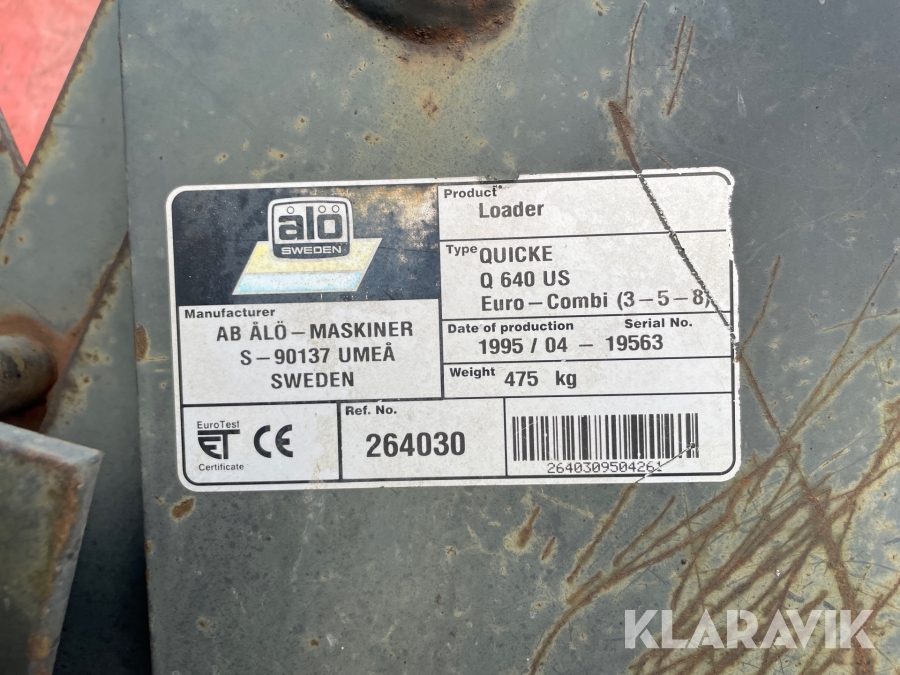 ålö
SWEDEN
Manufacturer
AB ÅLÖ-MASKINER
S-90137 UMEÅ
SWEDEN
Product
Loader
Type QUICKE
Q 640 US
Euro-Combi (3-5-8)
Date of production Serial No.
1995 / 04 - 19563
Weight 475 kg
EuroTest
ET CE
Certificate
Ref. No.
264030
2640309504261
KLARAVIK